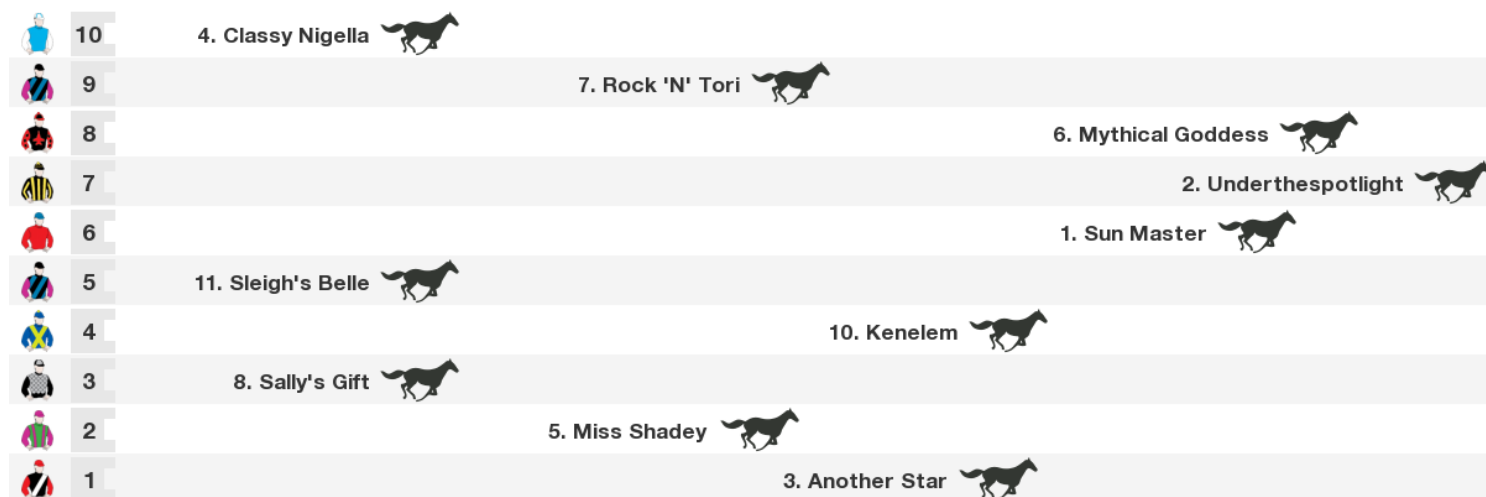 10 4. Classy Nigella
9 7. Rock 'N' Tori
8 6. Mythical Goddess
7 2. Underthespotlight
6 1. Sun Master
5 11. Sleigh's Belle
4 10. Kenelem
3 8. Sally's Gift
2 5. Miss Shadey
1 3. Another Star